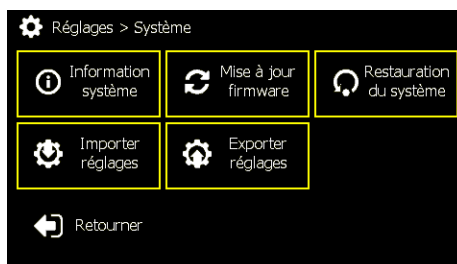 Réglages > Système
Information
système
Mise à jour
firmware
Restauration
du système
Importer
réglages
Exporter
réglages
Retourner